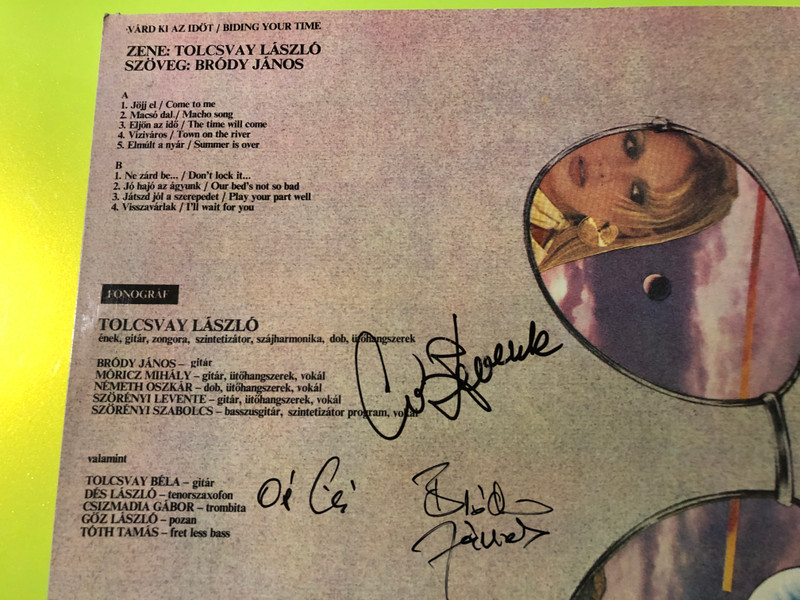 VÁRD KI AZ IDŐT / BIDING YOUR TIME
ZENE: TOLCSVAY LÁSZLÓ
SZÖVEG: BRÓDY JÁNOS
A
1. Jöjj el / Come to me
2. Macsó dal / Macho song
3. Eljön az idő / The time will come
4. Víziváros / Town on the river
5. Elmúlt a nyár / Summer is over
B
1. Ne zárd be... / Don't lock it...
2. Jó hajó az ágyunk / Our bed's not so bad
3. Játszd jól a szerepedet / Play your part well
4. Visszavárlak / I'll wait for you
FONOGRÁF
TOLCSVAY LÁSZLÓ
ének, gitár, zongora, szintetizátor, szájharmonika, dob, ütőhangszerek
BRÓDY JÁNOS – gitár
MÓRICZ MIHÁLY – gitár, ütőhangszerek, vokál
NÉMETH OSZKÁR – dob, ütőhangszerek, vokál
SZÖRÉNYI LEVENTE – gitár, ütőhangszerek, vokál
SZÖRÉNYI SZABOLCS – basszusgitár, szintetizátor program, vokál
valamint
TOLCSVAY BÉLA – gitár
DÉS LÁSZLÓ – tenorszaxofon
CSIZMADIA GÁBOR – trombita
GŐZ LÁSZLÓ – pozan
TÓTH TAMÁS – fret less bass
Levente
Bródy
János